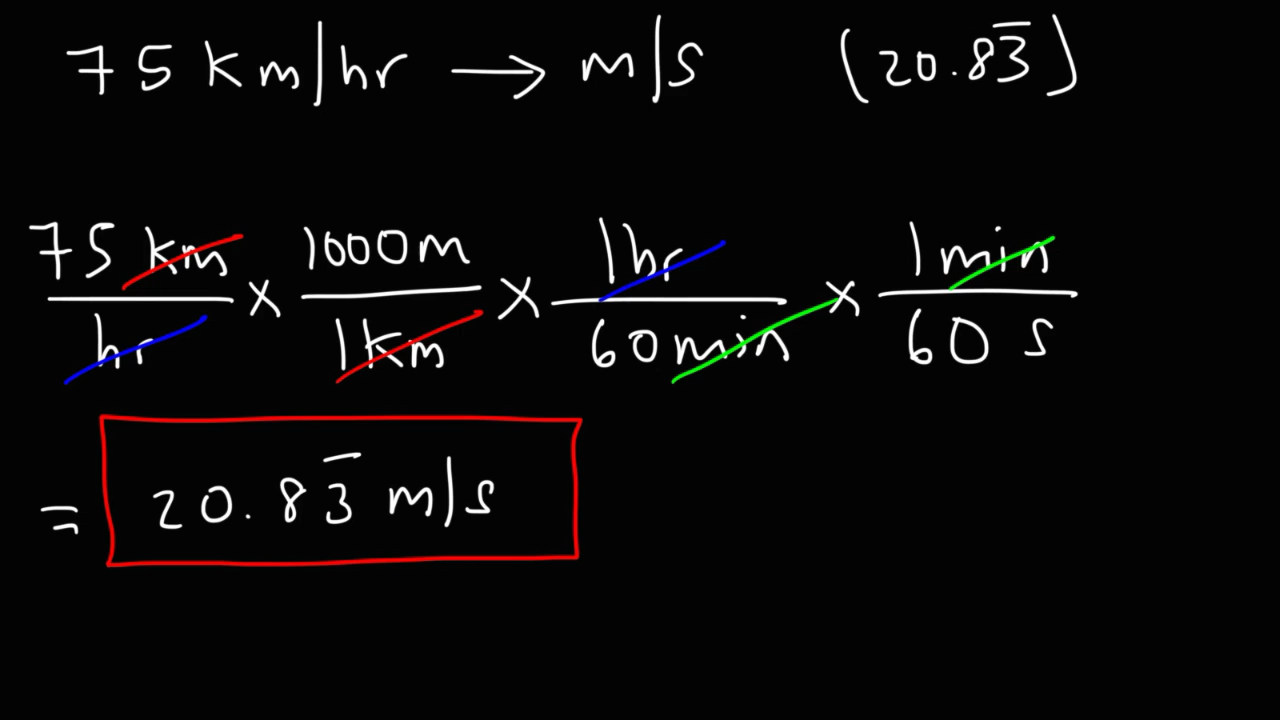 75 km/hr → m/s (20.83̅)
75 km/hr × 1000m/1km × 1hr/60min × 1min/60 s
= 20.83̅ m/s